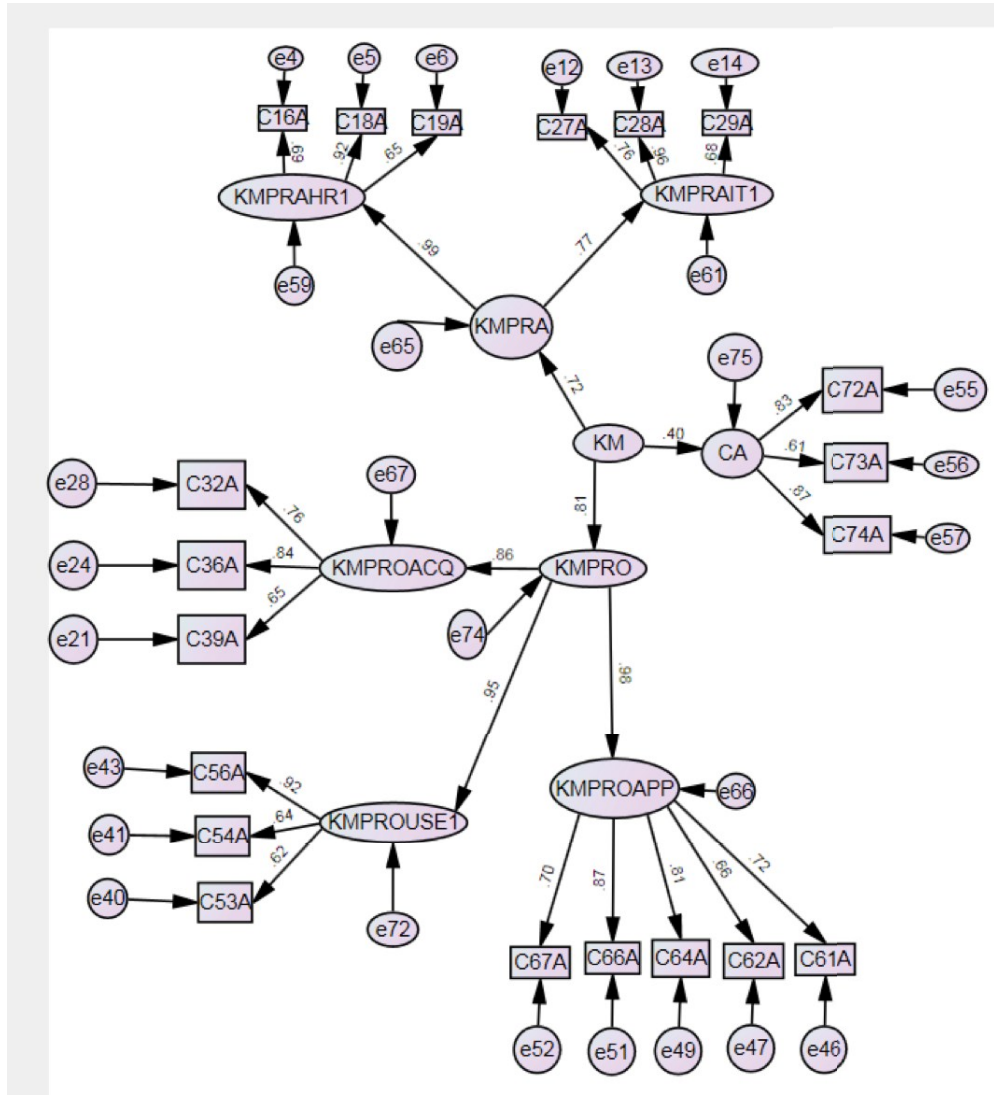 e4
e5
e6
e12
e13
e14
C16A
C18A
C19A
C27A
C28A
C29A
.69
.92
.65
.76
.96
.68
KMPRAHR1
KMPRAIT1
e59
.99
.77
e61
KMPRA
e65
e75
.72
C72A
e55
.83
KM
.40
CA
.61
C73A
e56
.87
C74A
e57
e28
C32A
e67
.76
.81
e24
C36A
.84
KMPROACQ
.86
KMPRO
.65
e21
C39A
e74
.95
.98
e43
C56A
.92
KMPROAPP
e66
e41
C54A
.64
KMPROUSE1
.62
e40
C53A
e72
.70
.87
.81
.66
.72
C67A
C66A
C64A
C62A
C61A
e52
e51
e49
e47
e46